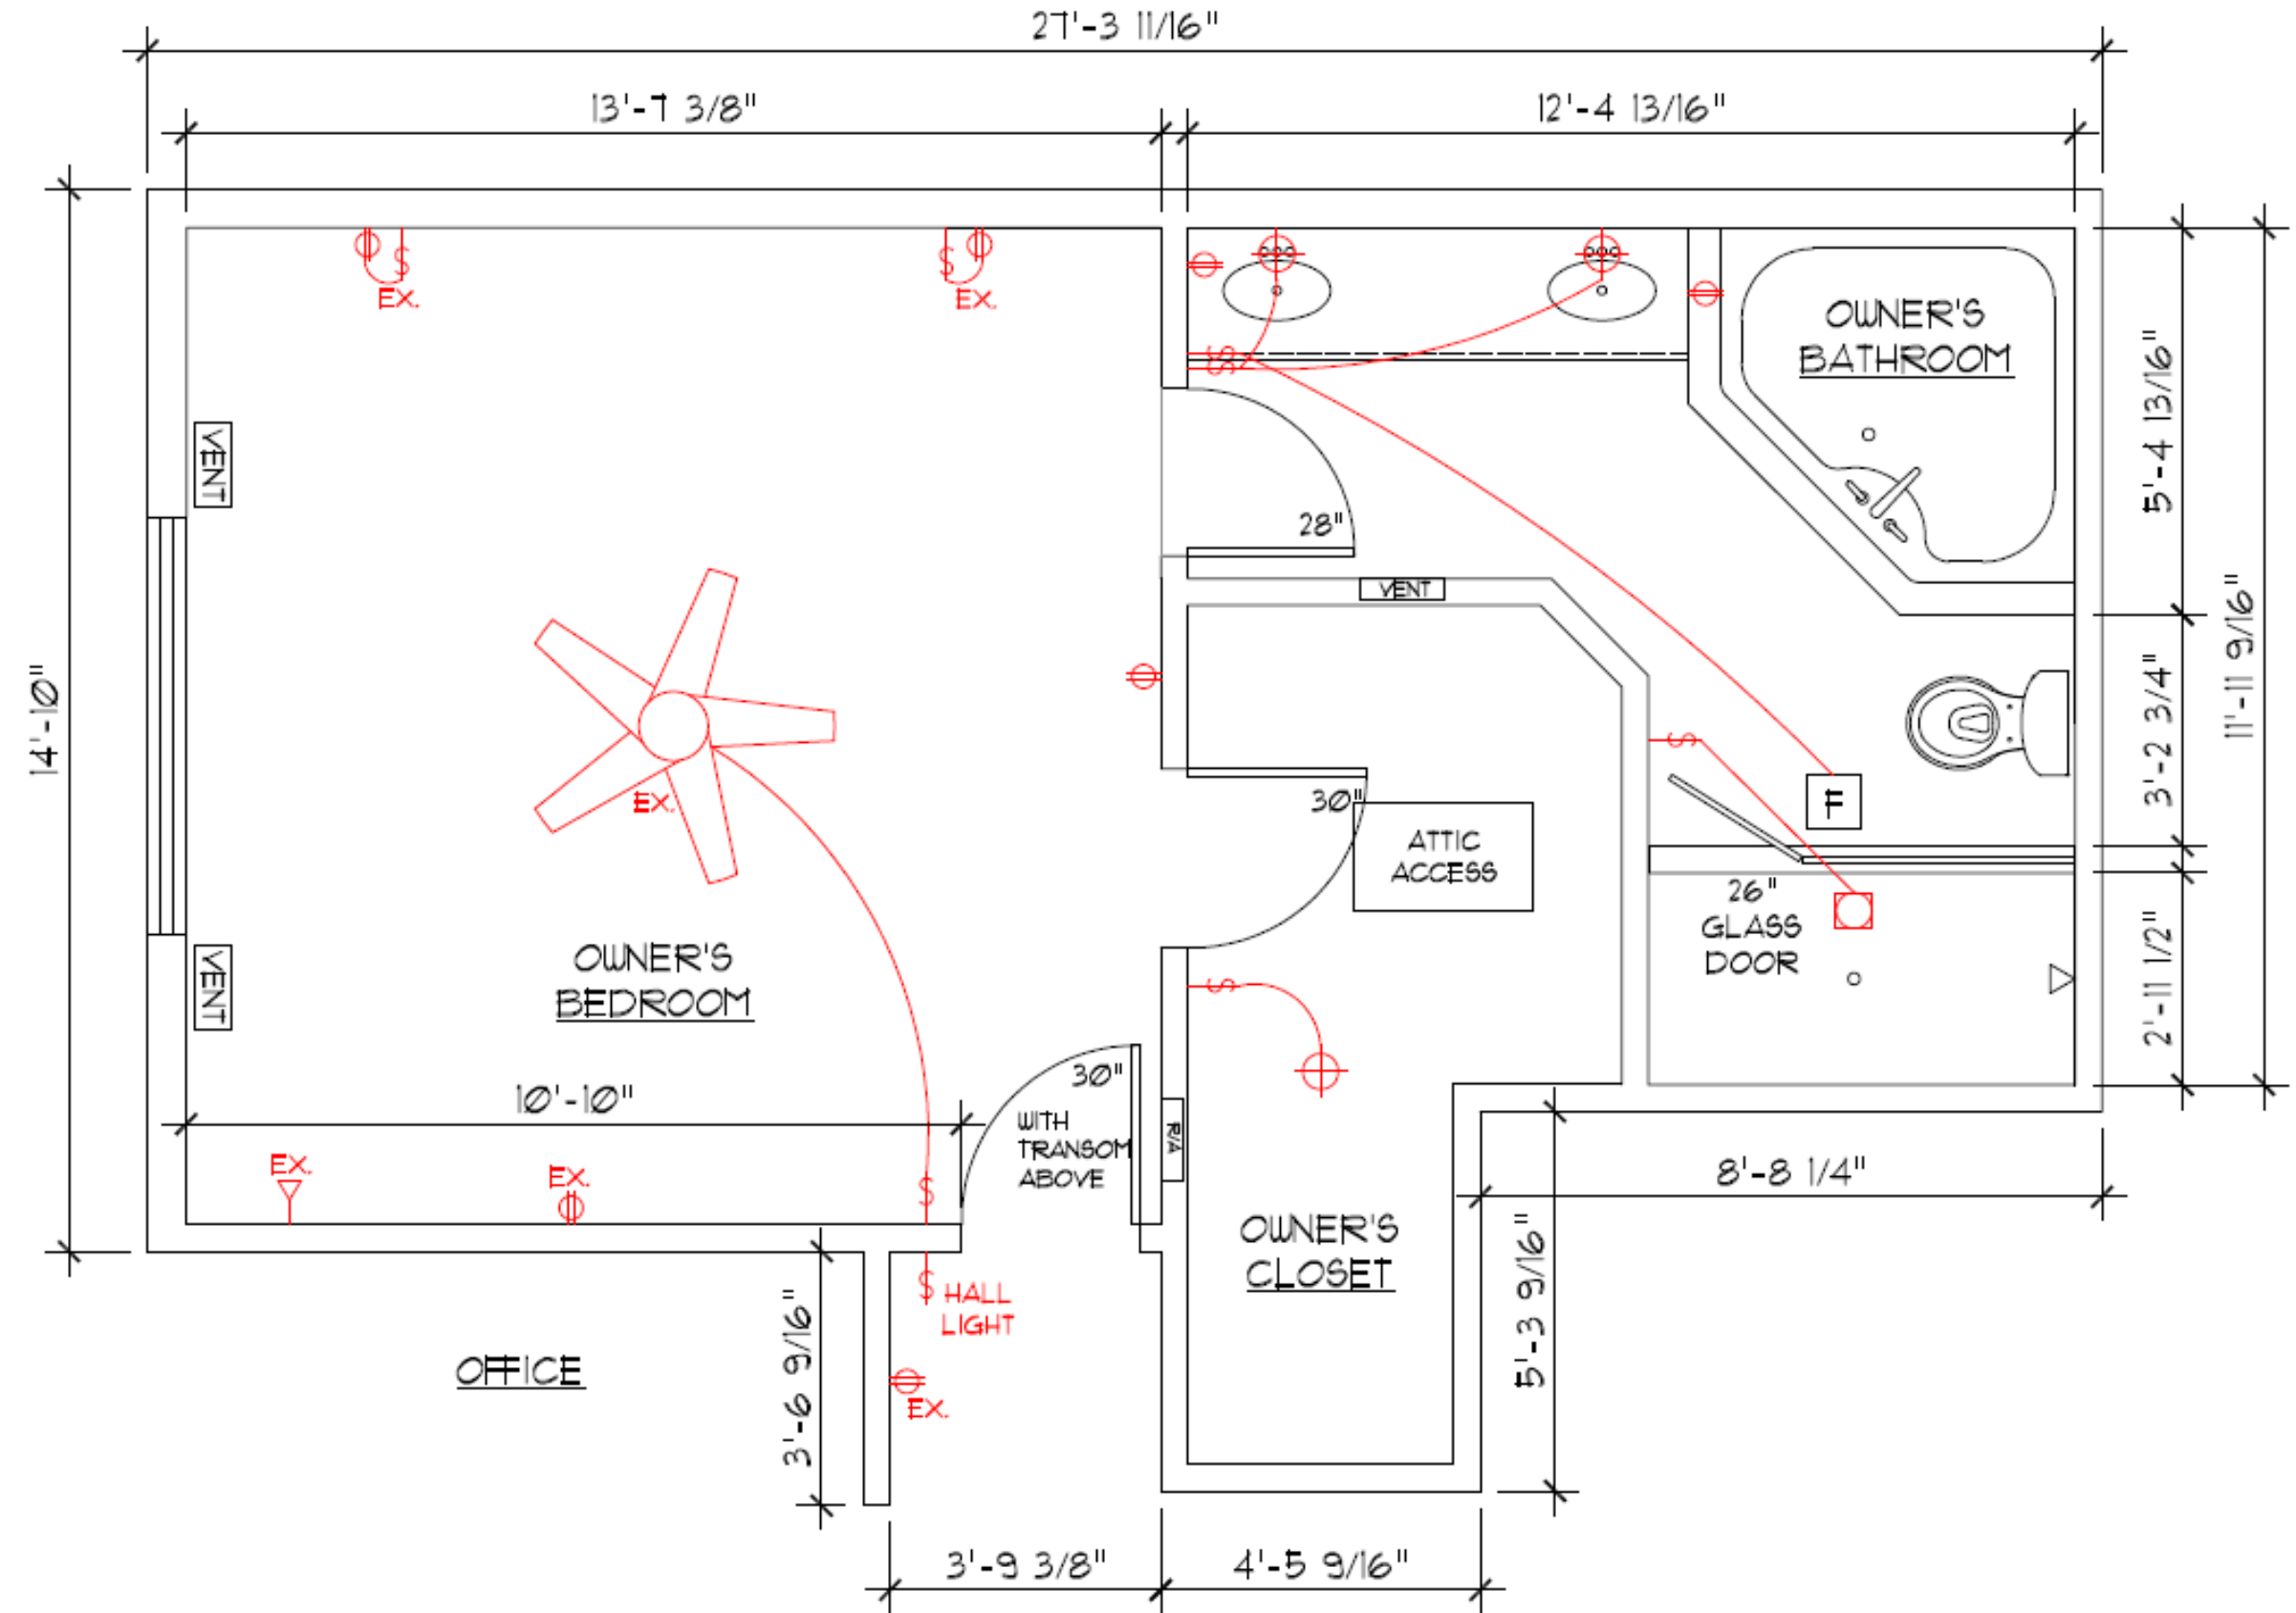 27'-3 11/16"
13'-7 3/8"
12'-4 13/16"
EX.
EX.
OWNER'S
BATHROOM
5'-4 13/16"
VENT
28"
VENT
11'-11 9/16"
14'-10"
3'-2 3/4"
EX.
F
30"
ATTIC
ACCESS
26"
GLASS
DOOR
2'-11 1/2"
OWNER'S
BEDROOM
VENT
10'-10"
30"
WITH
TRANSOM
ABOVE
R/A
EX.
EX.
S
S
S
S
S
S
S
S
8'-8 1/4"
OWNER'S
CLOSET
5'-3 9/16"
HALL
LIGHT
3'-6 9/16"
OFFICE
EX.
3'-9 3/8"
4'-5 9/16"